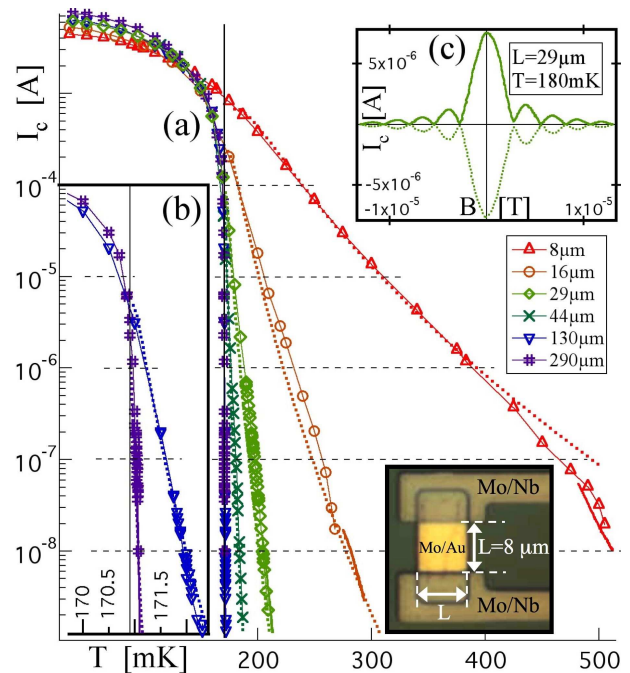 (a)
I_c [A]
10^-4
10^-5
10^-6
10^-7
10^-8
200
300
400
500
(b)
170
170.5
171.5
T [mK]
(c)
L=29µm
T=180mK
5x10^-6
I_c [A]
-5x10^-6
-1x10^-5
B [T]
1x10^-5
8µm
16µm
29µm
44µm
130µm
290µm
Mo/Nb
Mo/Au
L=8 µm
L
Mo/Nb